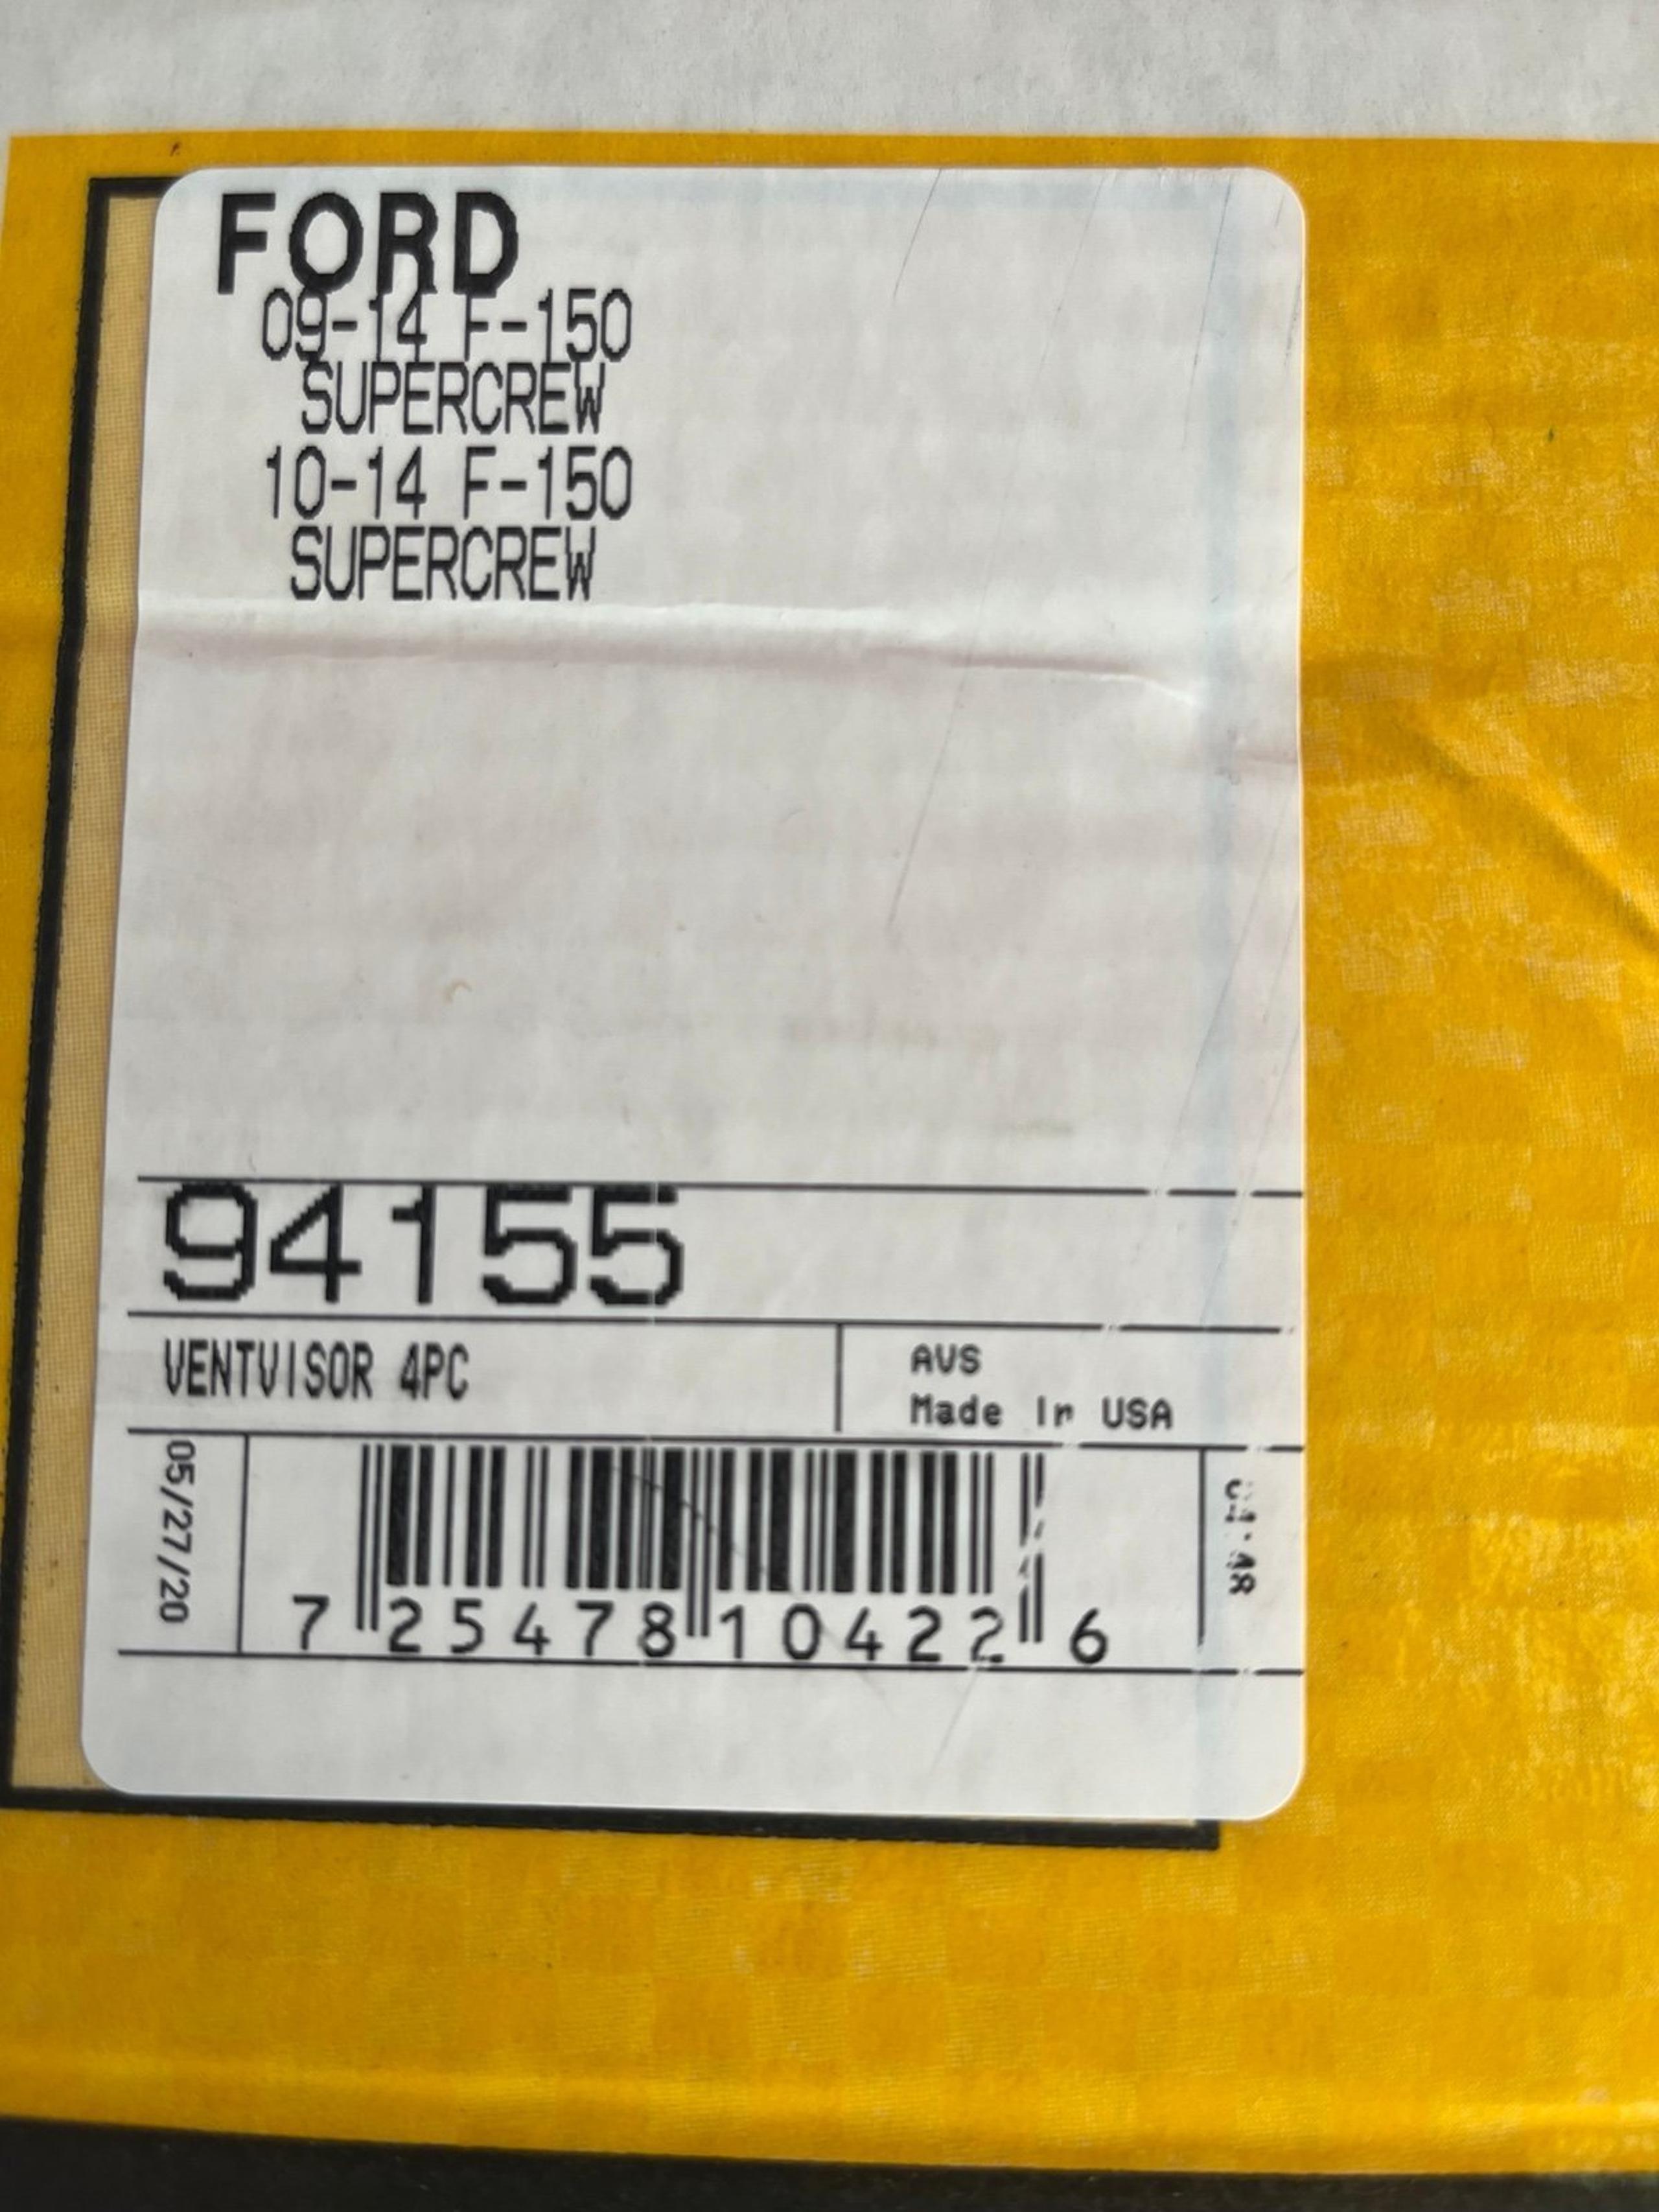 FORD
09-14 F-150
SUPERCREW
10-14 F-150
SUPERCREW
94155
VENTVISOR 4PC
AVS
Made In USA
05/27/20
7 25478 10422 6